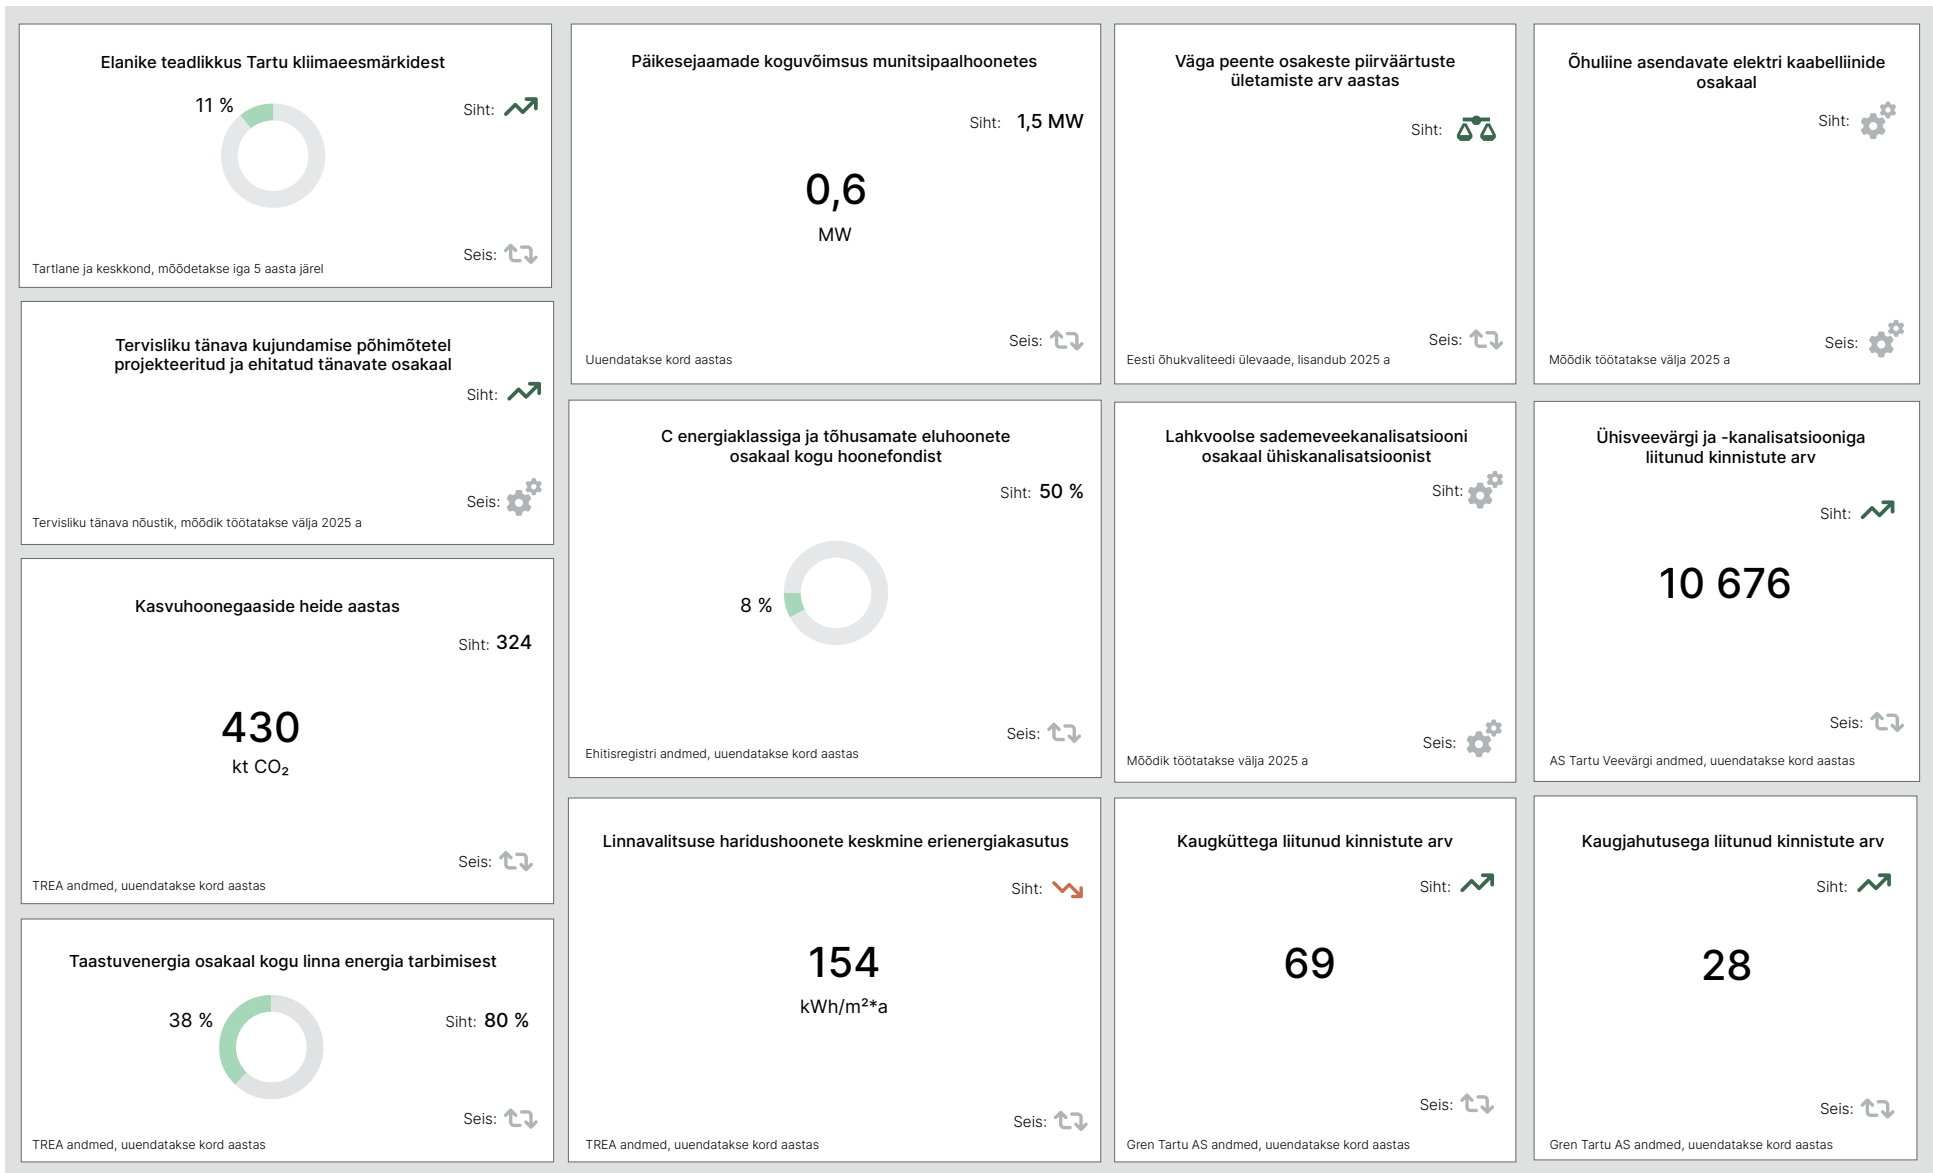 Elanike teadlikkus Tartu kliimaeesmärkidest
11 %
Siht:
Seis:
Tartlane ja keskkond, mõõdetakse iga 5 aasta järel
Tervisliku tänava kujundamise põhimõtetel
projekteeritud ja ehitatud tänavate osakaal
Siht:
Seis:
Tervisliku tänava nõustik, mõõdik töötatakse välja 2025 a
Kasvuhoonegaaside heide aastas
Siht: 324
430
kt CO₂
Seis:
TREA andmed, uuendatakse kord aastas
Taastuvenergia osakaal kogu linna energia tarbimisest
38 %
Siht: 80 %
Seis:
TREA andmed, uuendatakse kord aastas
Päikesejaamade koguvõimsus munitsipaalhoonetes
Siht: 1,5 MW
0,6
MW
Seis:
Uuendatakse kord aastas
C energiaklassiga ja tõhusamate eluhoonete
osakaal kogu hoonefondist
Siht: 50 %
8 %
Seis:
Ehitisregistri andmed, uuendatakse kord aastas
Linnavalitsuse haridushoonete keskmine erienergiakasutus
Siht:
154
kWh/m²*a
Seis:
TREA andmed, uuendatakse kord aastas
Väga peente osakeste piirväärtuste
ületamiste arv aastas
Siht:
Seis:
Eesti õhukvaliteedi ülevaade, lisandub 2025 a
Lahkvoolse sademeveekanalisatsiooni
osakaal ühiskanalisatsioonist
Siht:
Seis:
Mõõdik töötatakse välja 2025 a
Kaugküttega liitunud kinnistute arv
Siht:
69
Seis:
Gren Tartu AS andmed, uuendatakse kord aastas
Õhuliine asendavate elektri kaabelliinide
osakaal
Siht:
Seis:
Mõõdik töötatakse välja 2025 a
Ühisveevärgi ja -kanalisatsiooniga
liitunud kinnistute arv
Siht:
10 676
Seis:
AS Tartu Veevärgi andmed, uuendatakse kord aastas
Kaugjahutusega liitunud kinnistute arv
Siht:
28
Seis:
Gren Tartu AS andmed, uuendatakse kord aastas